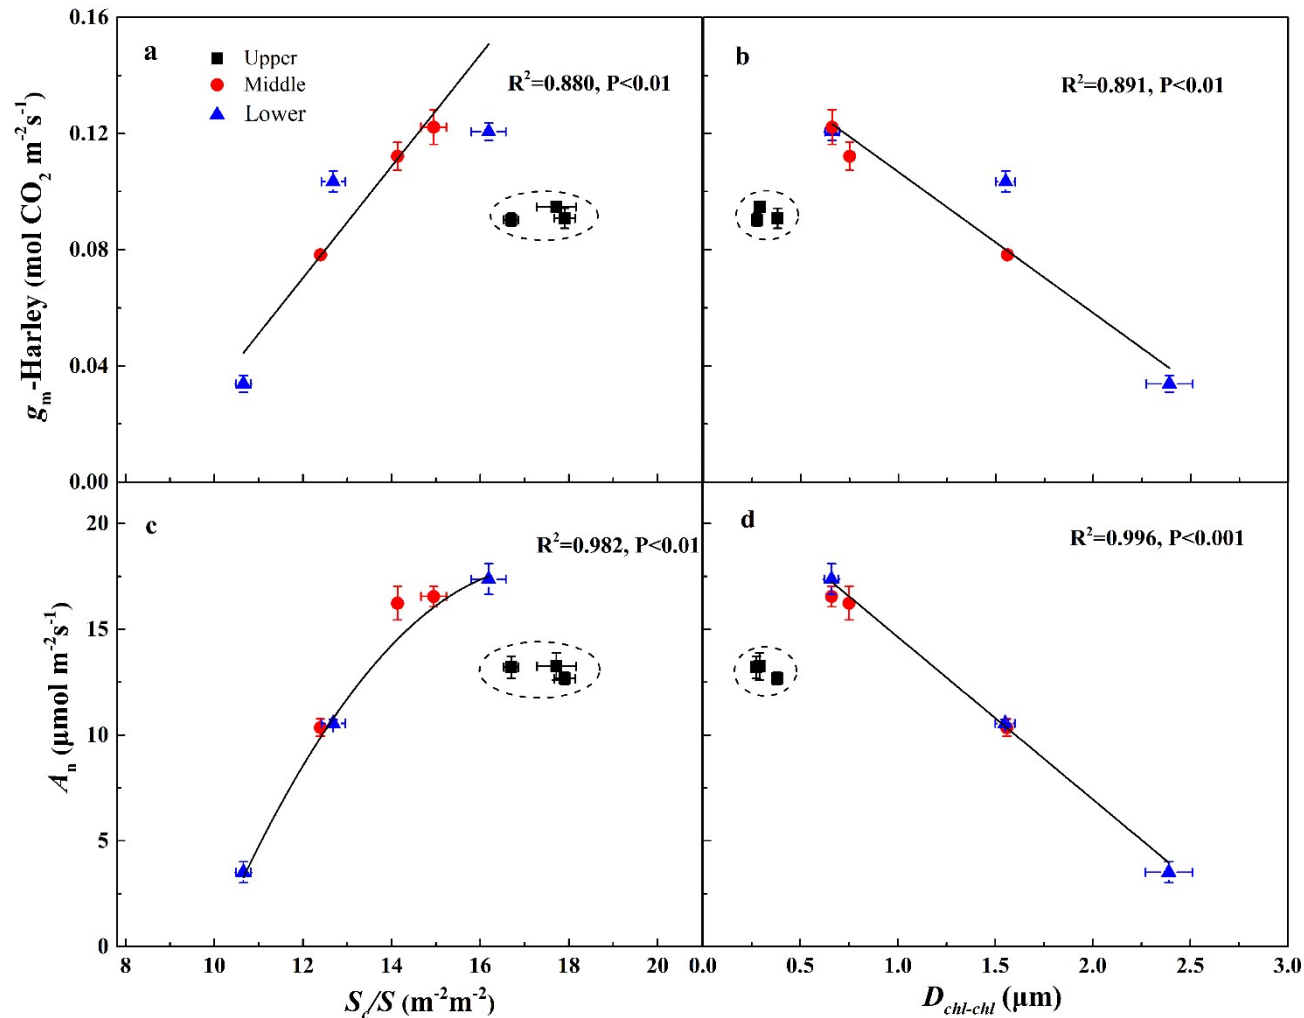 a
Upper
Middle
Lower
R²=0.880, P<0.01
b
R²=0.891, P<0.01
0.16
0.12
0.08
0.04
0.00
gₘ-Harley (mol CO₂ m⁻²s⁻¹)
c
R²=0.982, P<0.01
d
R²=0.996, P<0.001
20
15
10
5
0
Aₙ (μmol m⁻²s⁻¹)
8 10 12 14 16 18 20
0.0 0.5 1.0 1.5 2.0 2.5 3.0
S_c/S (m⁻²m⁻²)
D_chl-chl (μm)